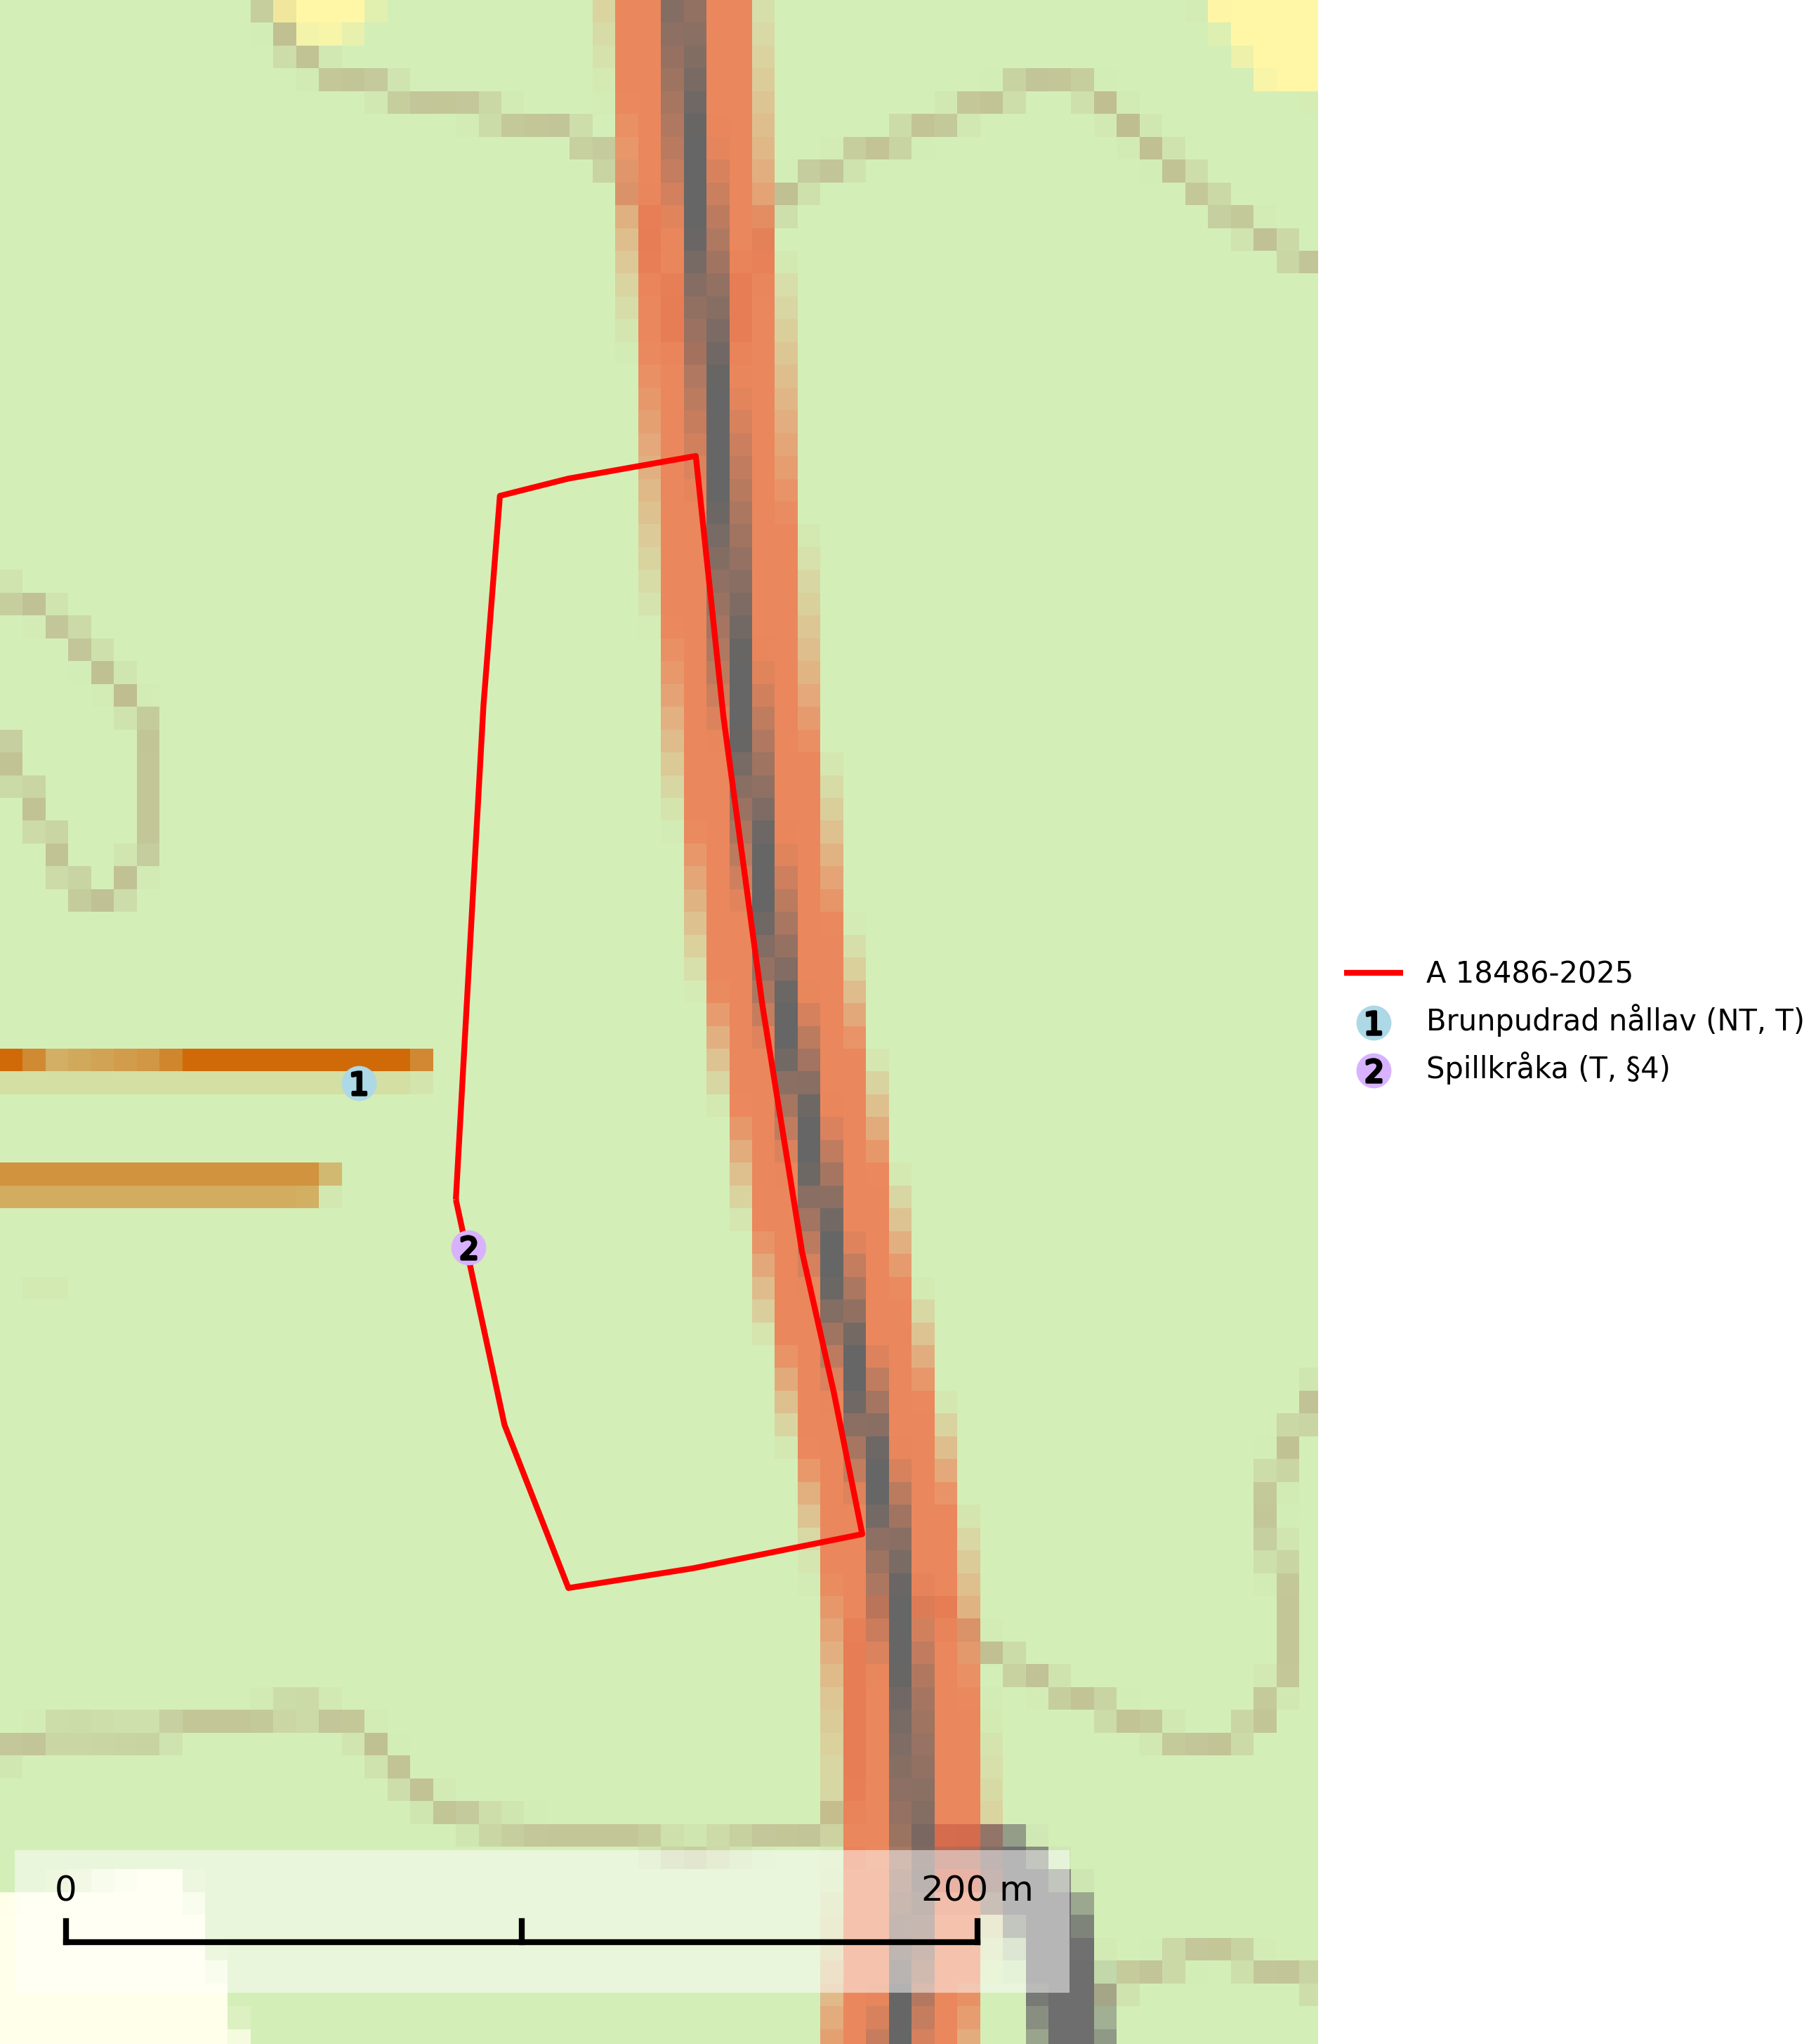 A 18486-2025
1 Brunpudrad nållav (NT, T)
2 Spillkråka (T, §4)
1
2
0 200 m